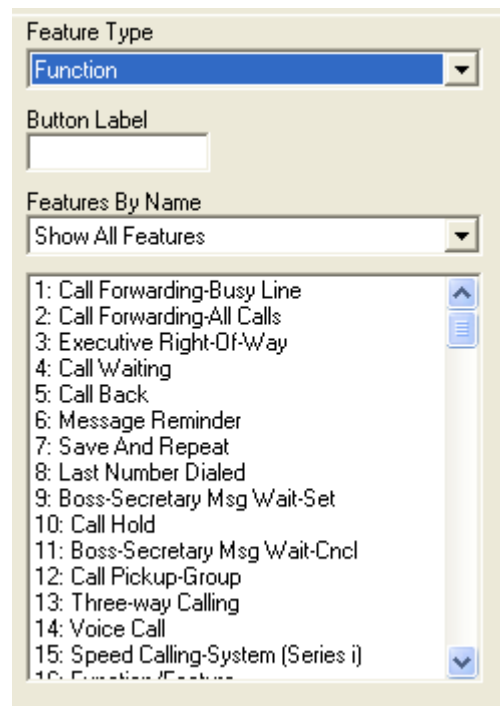 Feature Type
Function
Button Label
Features By Name
Show All Features
1: Call Forwarding-Busy Line
2: Call Forwarding-All Calls
3: Executive Right-Of-Way
4: Call Waiting
5: Call Back
6: Message Reminder
7: Save And Repeat
8: Last Number Dialed
9: Boss-Secretary Msg Wait-Set
10: Call Hold
11: Boss-Secretary Msg Wait-Cncl
12: Call Pickup-Group
13: Three-way Calling
14: Voice Call
15: Speed Calling-System (Series i)
16: Function/Feature